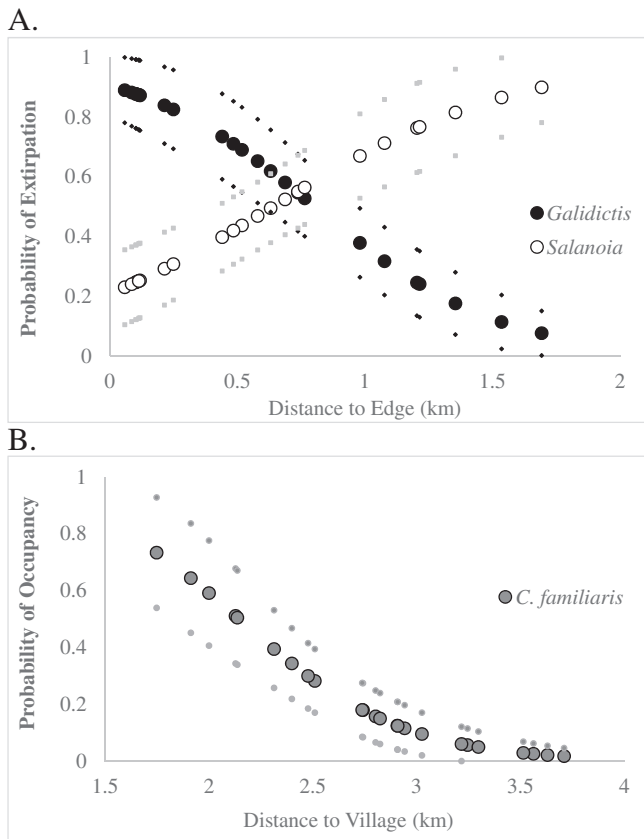 A.
1
0.8
0.6
0.4
0.2
0
Probability of Extirpation
Galidictis
Salanoia
0 0.5 1 1.5 2
Distance to Edge (km)
B.
1
0.8
0.6
0.4
0.2
0
Probability of Occupancy
C. familiaris
1.5 2 2.5 3 3.5 4
Distance to Village (km)